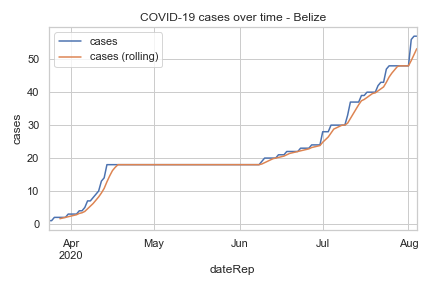 COVID-19 cases over time - Belize
cases
cases (rolling)
50
40
30
20
10
0
cases
Apr
2020
May
Jun
Jul
Aug
dateRep